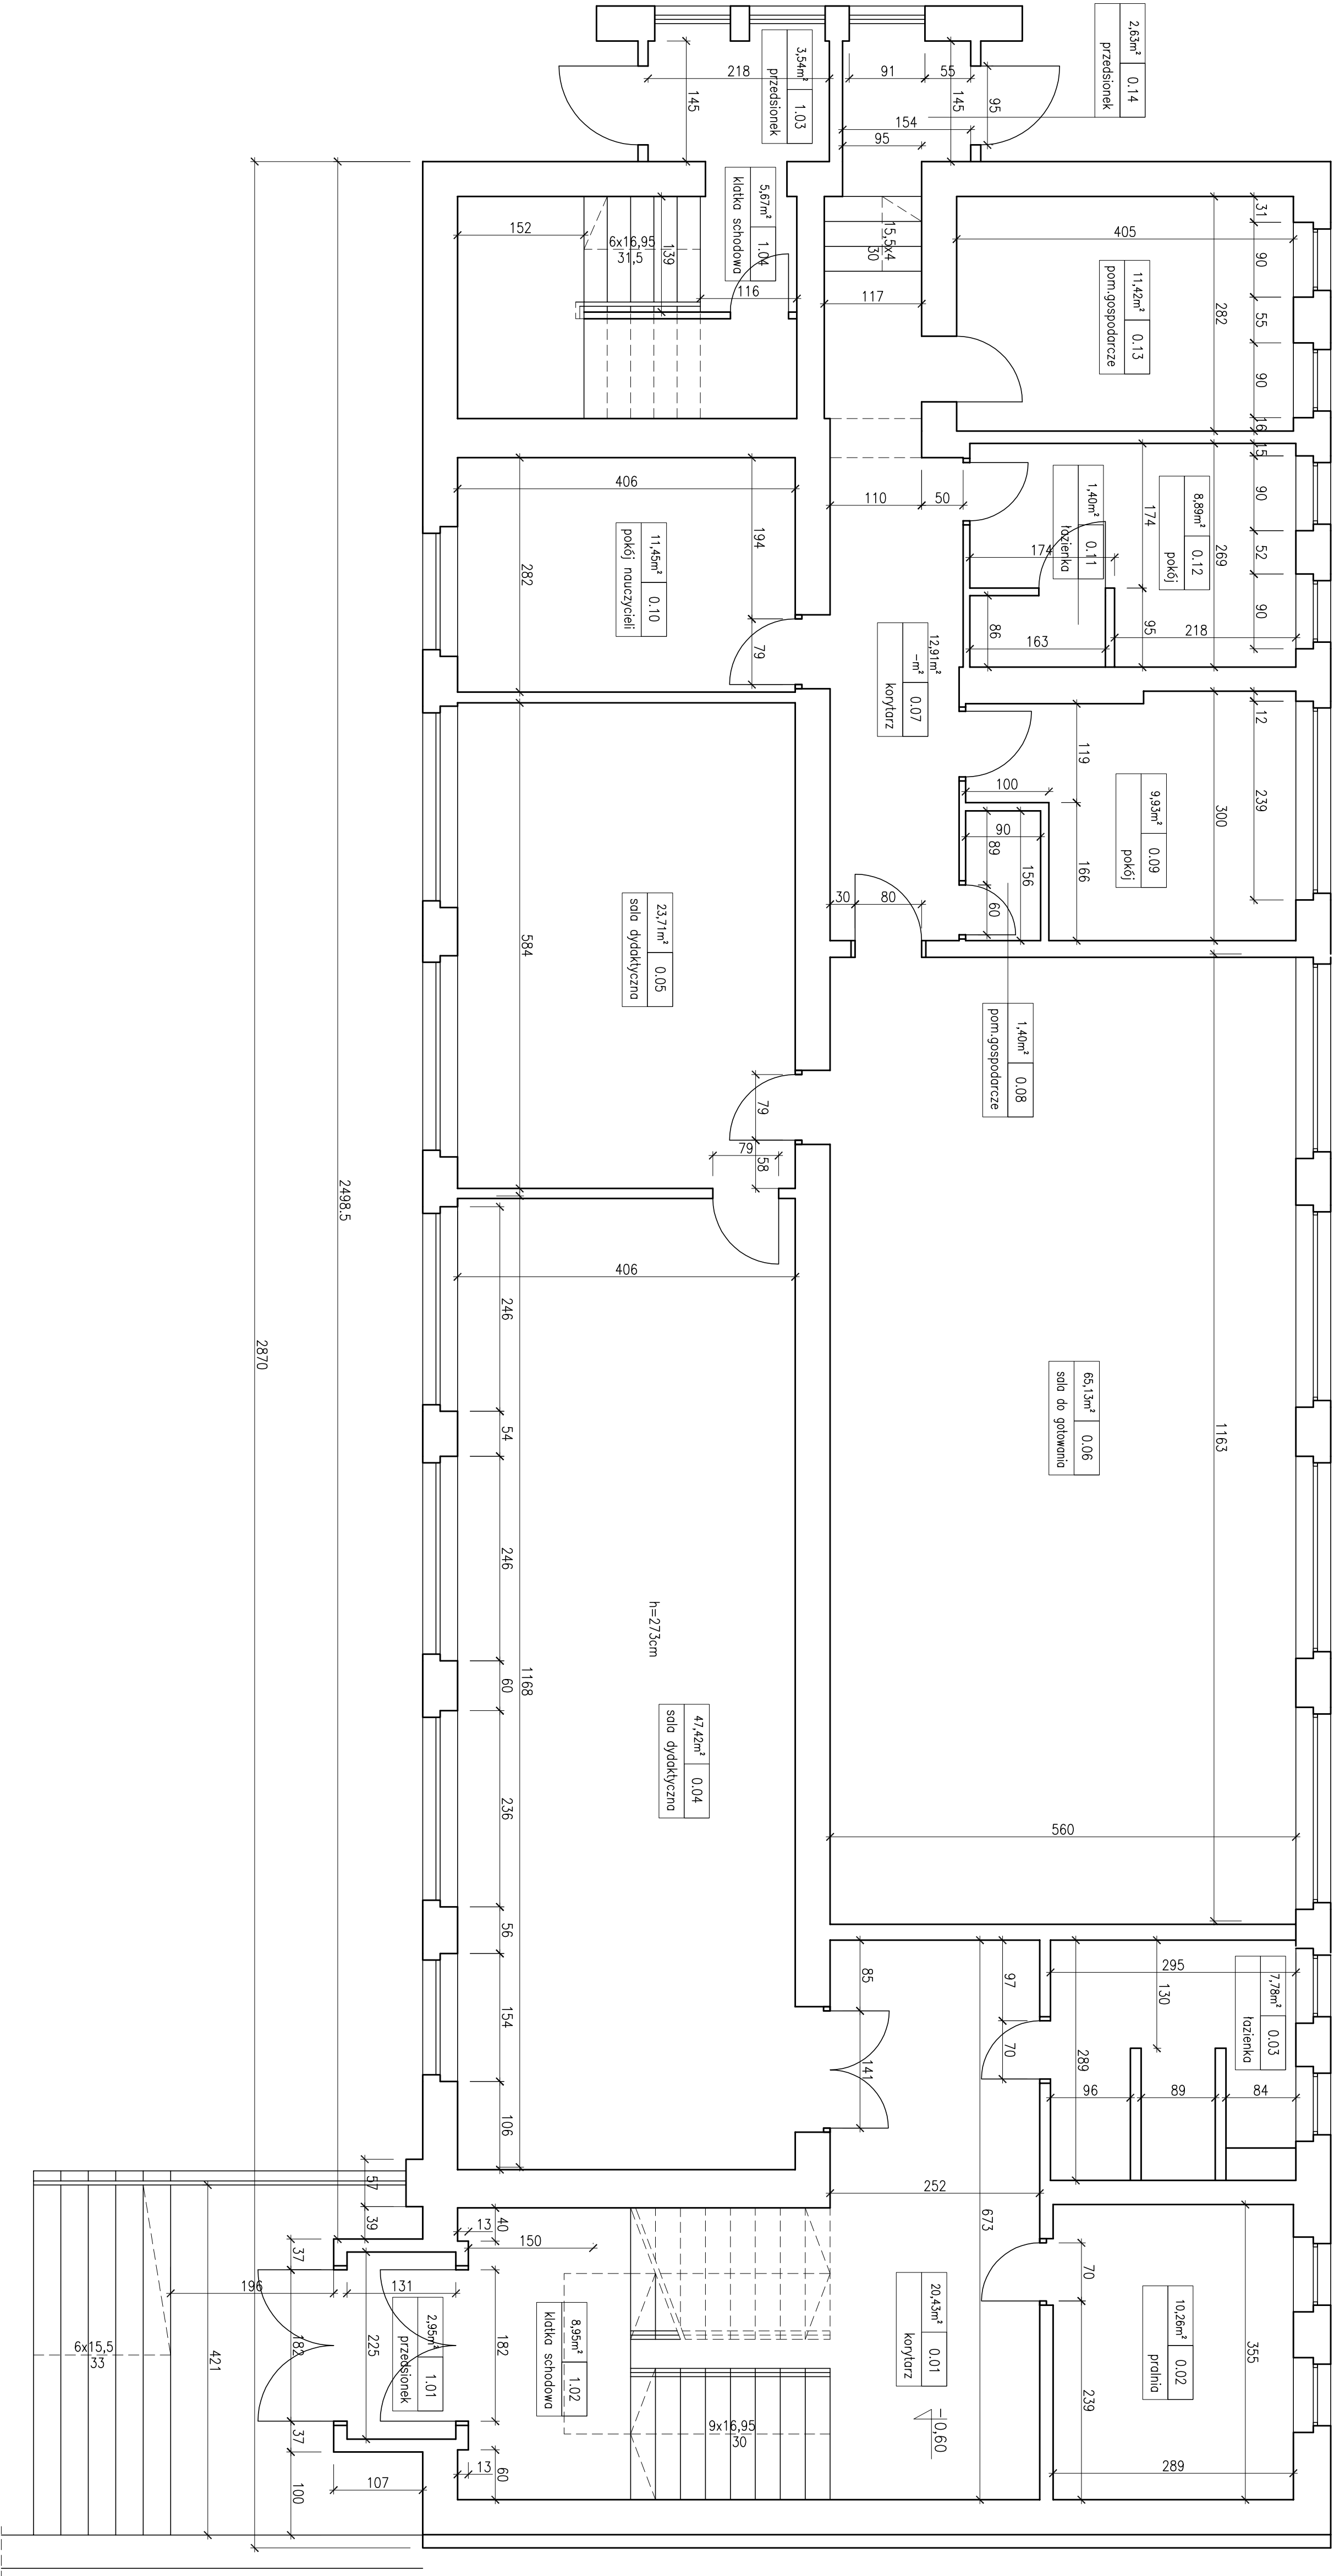 2,63m² 0.14
przedsionek
3,54m² 1.03
przedsionek
218
145
91
55
145
95
154
95
5,67m² 1.04
klatka schodowa
152
6x16,95
31,5
139
116
15,5x4
30
117
405
11,42m² 0.13
pom.gospodarcze
282
31
90
55
90
16
406
194
282
11,45m² 0.10
pokój nauczycieli
79
110
50
1,40m² 0.11
łazienka
174
174
8,89m² 0.12
pokój
269
15
90
52
90
86
163
95
218
12,91m²
-m² 0.07
korytarz
119
100
9,93m² 0.09
pokój
300
12
239
90
89
156
166
60
30
80
1,40m² 0.08
pom.gospodarcze
23,71m² 0.05
sala dydaktyczna
584
79
79
58
2498.5
2870
406
246
54
246
60
236
56
154
106
1168
h=273cm
47,42m² 0.04
sala dydaktyczna
65,13m² 0.06
sala do gotowania
1163
560
85
141
97
70
289
295
130
7,78m² 0.03
łazienka
96
89
84
252
673
57
39
13
40
150
37
196
131
182
225
182
2,95m² 1.01
przedsionek
8,95m² 1.02
klatka schodowa
20,43m² 0.01
korytarz
-0,60
70
355
10,26m² 0.02
pralnia
239
289
6x15,5
33
421
37
100
107
13
60
9x16,95
30